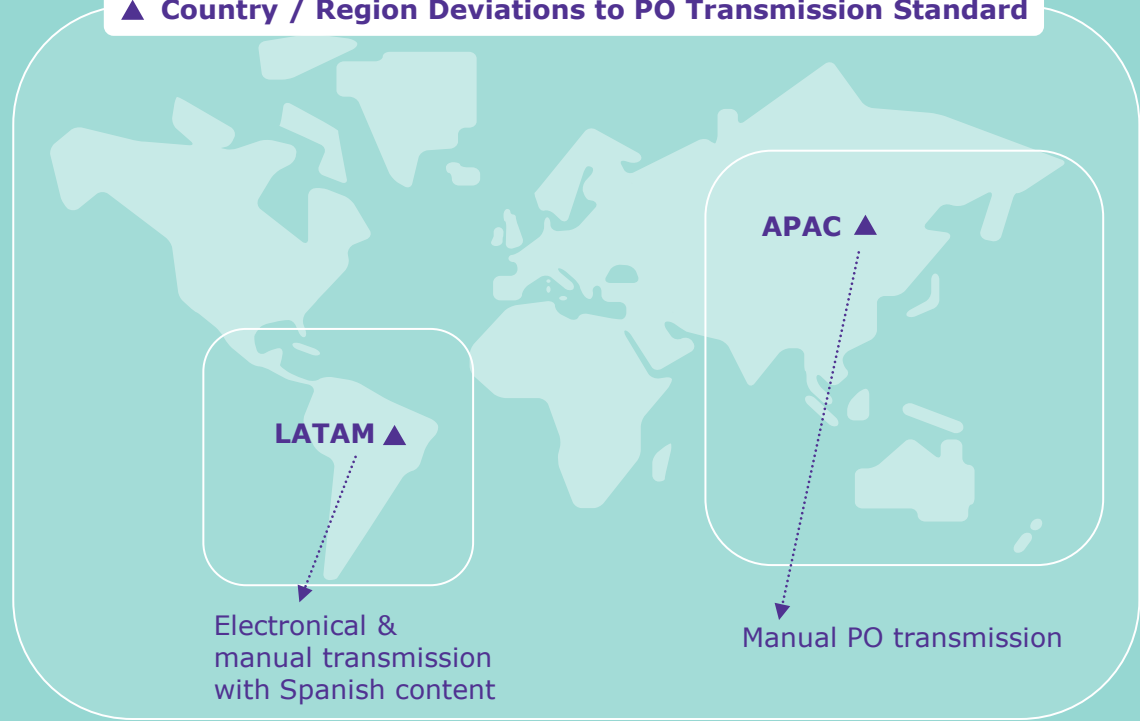 ▲ Country / Region Deviations to PO Transmission Standard
APAC ▲
LATAM ▲
Electronical &
manual transmission
with Spanish content
Manual PO transmission